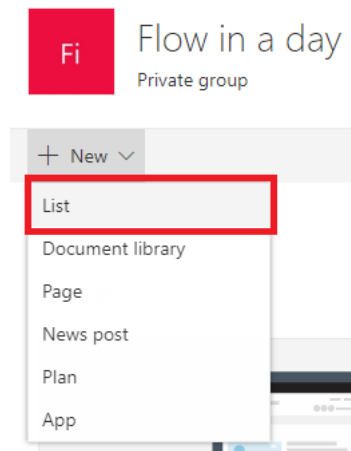 Fi
Flow in a day
Private group
+ New
List
Document library
Page
News post
Plan
App